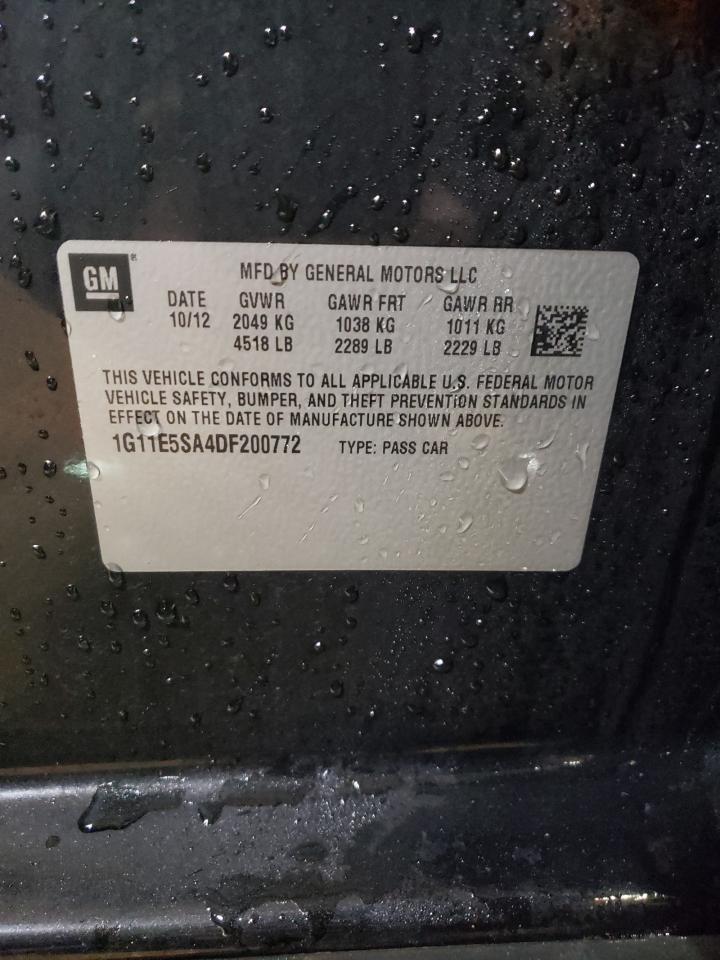 GM
MFD BY GENERAL MOTORS LLC
DATE GVWR GAWR FRT GAWR RR
10/12 2049 KG 1038 KG 1011 KG
4518 LB 2289 LB 2229 LB
THIS VEHICLE CONFORMS TO ALL APPLICABLE U.S. FEDERAL MOTOR
VEHICLE SAFETY, BUMPER, AND THEFT PREVENTION STANDARDS IN
EFFECT ON THE DATE OF MANUFACTURE SHOWN ABOVE.
1G11E5SA4DF200772 TYPE: PASS CAR